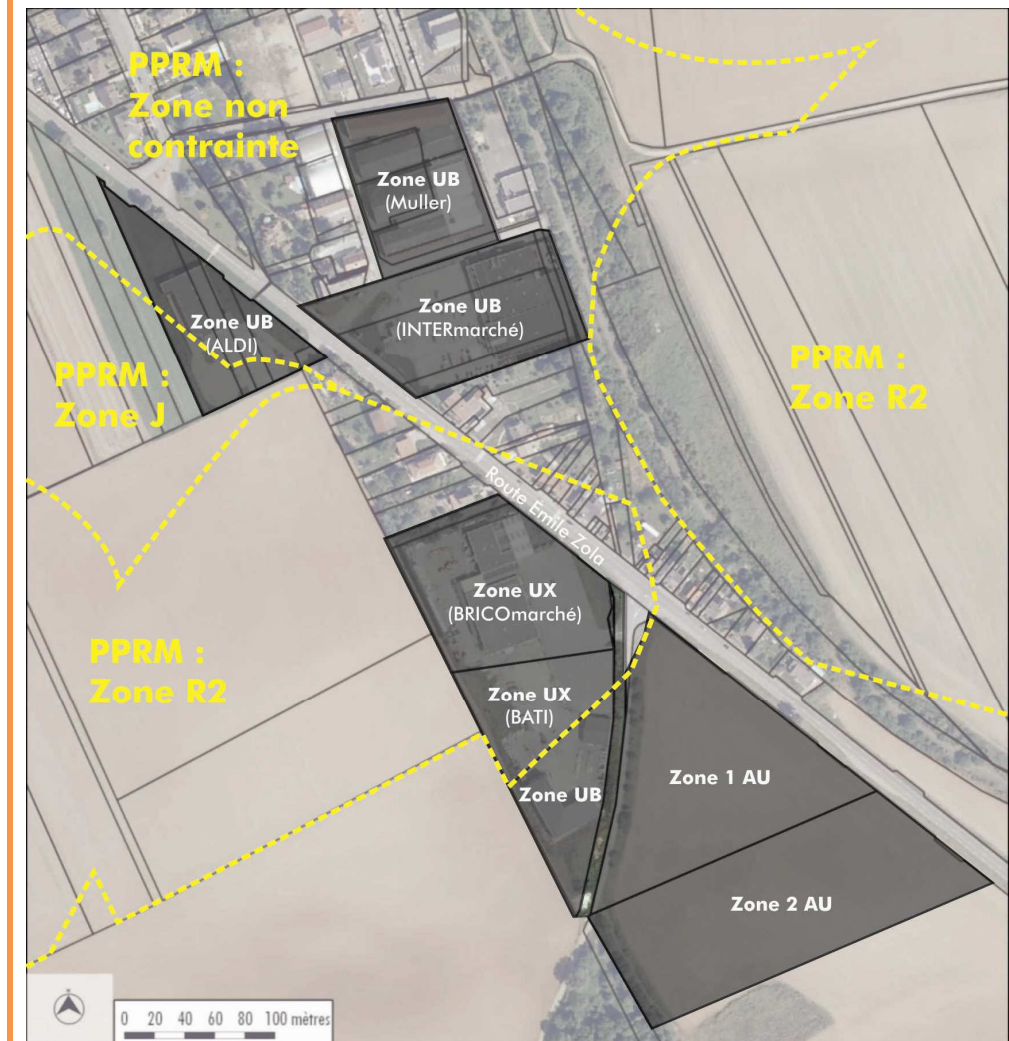 PPRM :
Zone non
contrainte
Zone UB
(Muller)
Zone UB
(INTERmarché)
Zone UB
(ALDI)
PPRM :
Zone J
PPRM :
Zone R2
Route Émile Zola
Zone UX
(BRICOmarché)
PPRM :
Zone R2
Zone UX
(BATI)
Zone UB
Zone 1 AU
Zone 2 AU
0 20 40 60 80 100 mètres